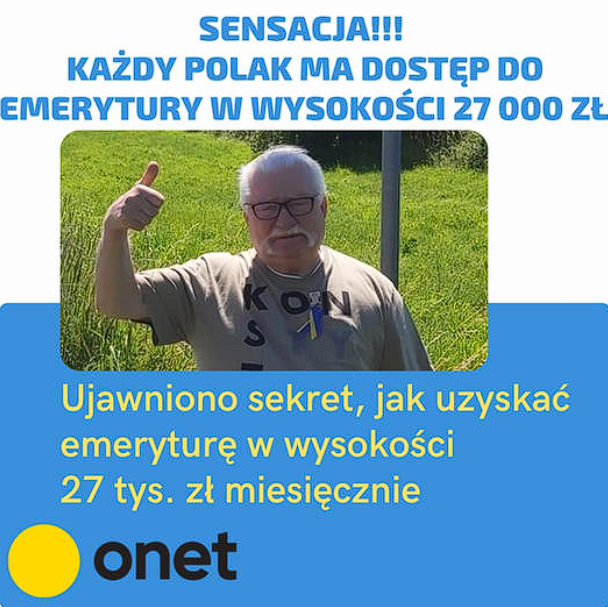 SENSACJA!!!
KAŻDY POLAK MA DOSTĘP DO
EMERYTURY W WYSOKOŚCI 27 000 ZŁ
KON
S
Ujawniono sekret, jak uzyskać
emeryturę w wysokości
27 tys. zł miesięcznie
onet